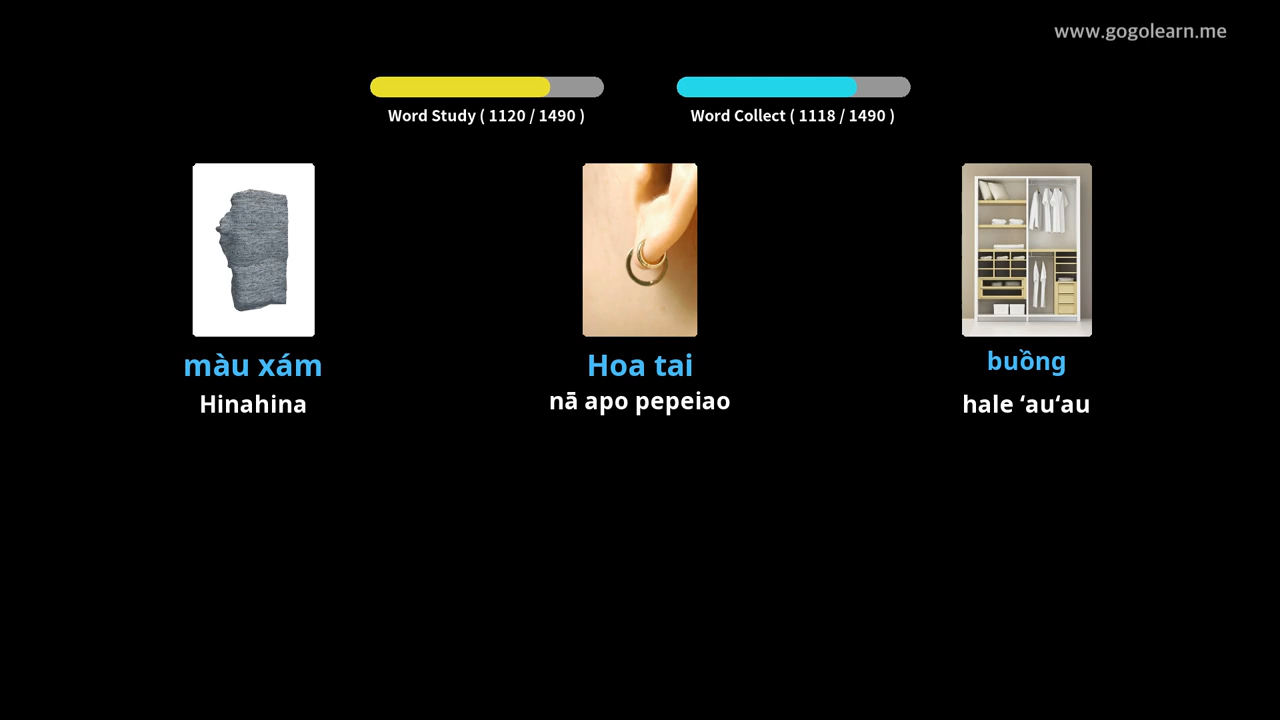 www.gogolearn.me
Word Study ( 1120 / 1490 )
Word Collect ( 1118 / 1490 )
màu xám
Hinahina
Hoa tai
nā apo pepeiao
buồng
hale ʻauʻau